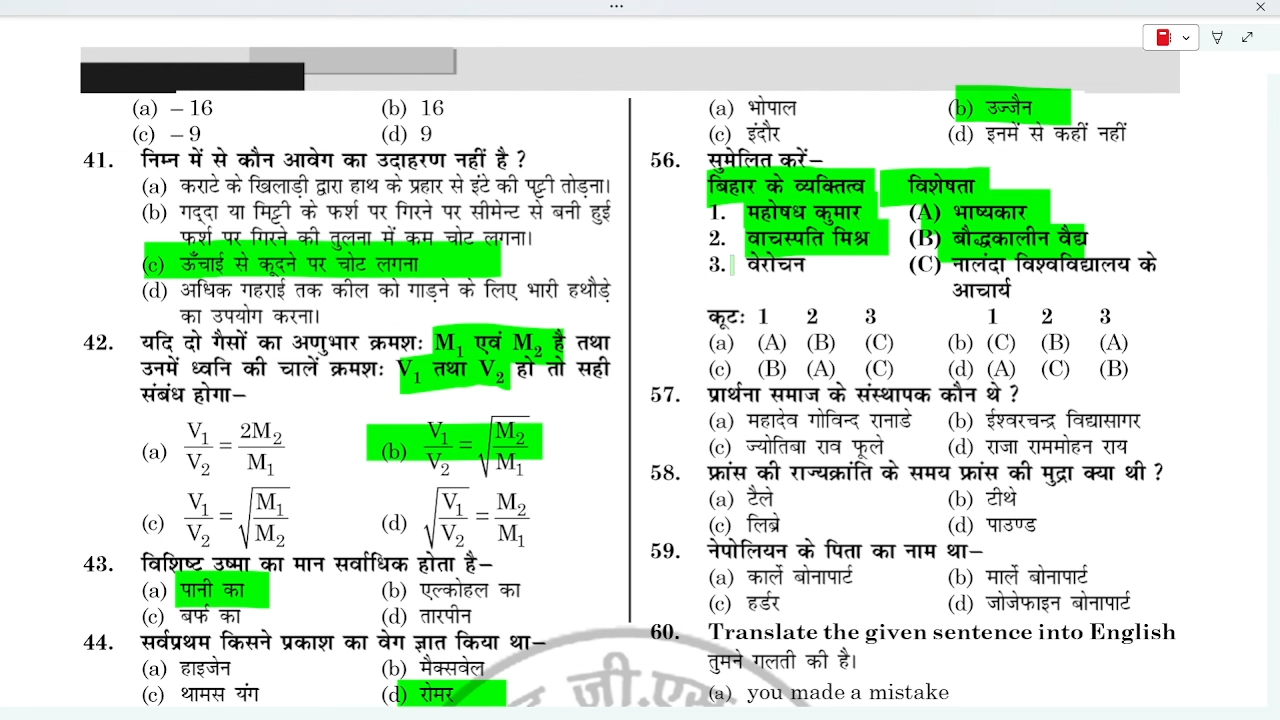 (a) – 16 (b) 16
(c) – 9 (d) 9
41. निम्न में से कौन आवेग का उदाहरण नहीं है ?
(a) कराटे के खिलाड़ी द्वारा हाथ के प्रहार से इंटे की पृट्टी तोड़ना।
(b) गद्दा या मिट्टी के फर्श पर गिरने पर सीमेन्ट से बनी हुई
फर्श पर गिरने की तुलना में कम चोट लगना।
(c) ऊँचाई से कूदने पर चोट लगना
(d) अधिक गहराई तक कील को गाड़ने के लिए भारी हथौड़े
का उपयोग करना।
42. यदि दो गैसों का अणुभार क्रमशः M₁ एवं M₂ है तथा
उनमें ध्वनि की चालें क्रमशः V₁ तथा V₂ हो तो सही
संबंध होगा–
(a) V₁/V₂ = 2M₂/M₁ (b) V₁/V₂ = √(M₂/M₁)
(c) V₁/V₂ = √(M₁/M₂) (d) √(V₁/V₂) = M₂/M₁
43. विशिष्ट उष्मा का मान सर्वाधिक होता है–
(a) पानी का (b) एल्कोहल का
(c) बर्फ का (d) तारपीन
44. सर्वप्रथम किसने प्रकाश का वेग ज्ञात किया था–
(a) हाइजेन (b) मैक्सवेल
(c) थामस यंग (d) रोमर
(a) भोपाल (b) उज्जैन
(c) इंदौर (d) इनमें से कहीं नहीं
56. सुमेलित करें–
बिहार के व्यक्तित्व विशेषता
1. महोषध कुमार (A) भाष्यकार
2. वाचस्पति मिश्र (B) बौद्धकालीन वैद्य
3. वेरोचन (C) नालंदा विश्वविद्यालय के
आचार्य
कूटः 1 2 3 1 2 3
(a) (A) (B) (C) (b) (C) (B) (A)
(c) (B) (A) (C) (d) (A) (C) (B)
57. प्रार्थना समाज के संस्थापक कौन थे ?
(a) महादेव गोविन्द रानाडे (b) ईश्वरचन्द्र विद्यासागर
(c) ज्योतिबा राव फूले (d) राजा राममोहन राय
58. फ्रांस की राज्यक्रांति के समय फ्रांस की मुद्रा क्या थी ?
(a) टैले (b) टीथे
(c) लिब्रे (d) पाउण्ड
59. नेपोलियन के पिता का नाम था–
(a) कार्ले बोनापार्ट (b) मार्ले बोनापार्ट
(c) हर्डर (d) जोजेफाइन बोनापार्ट
60. Translate the given sentence into English
तुमने गलती की है।
(a) you made a mistake